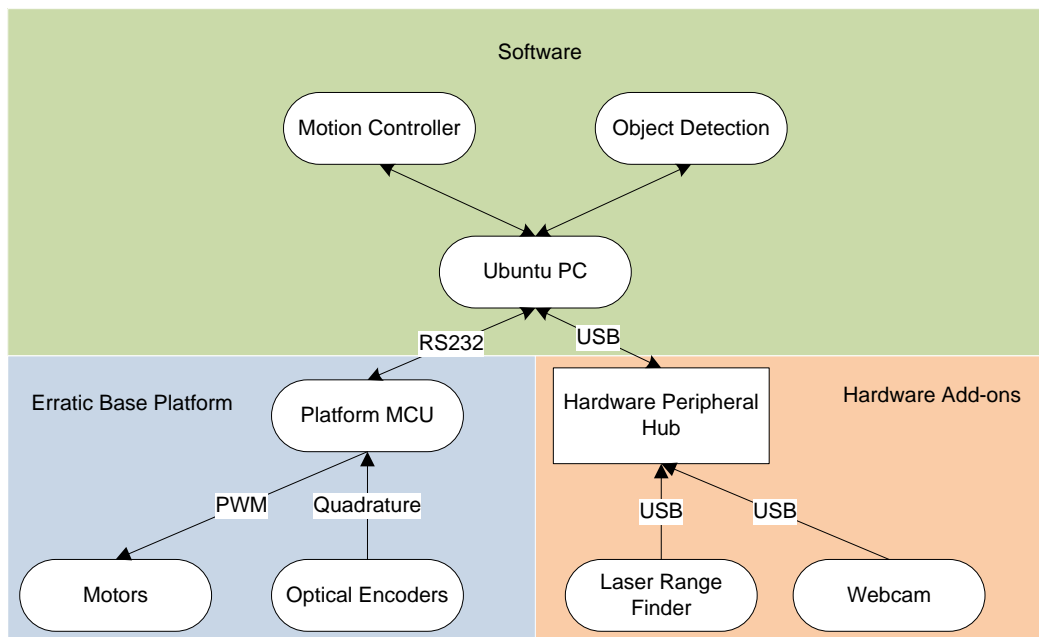 Software
Motion Controller
Object Detection
Ubuntu PC
RS232
USB
Erratic Base Platform
Platform MCU
Hardware Peripheral
Hub
Hardware Add-ons
PWM
Quadrature
USB
USB
Motors
Optical Encoders
Laser Range
Finder
Webcam